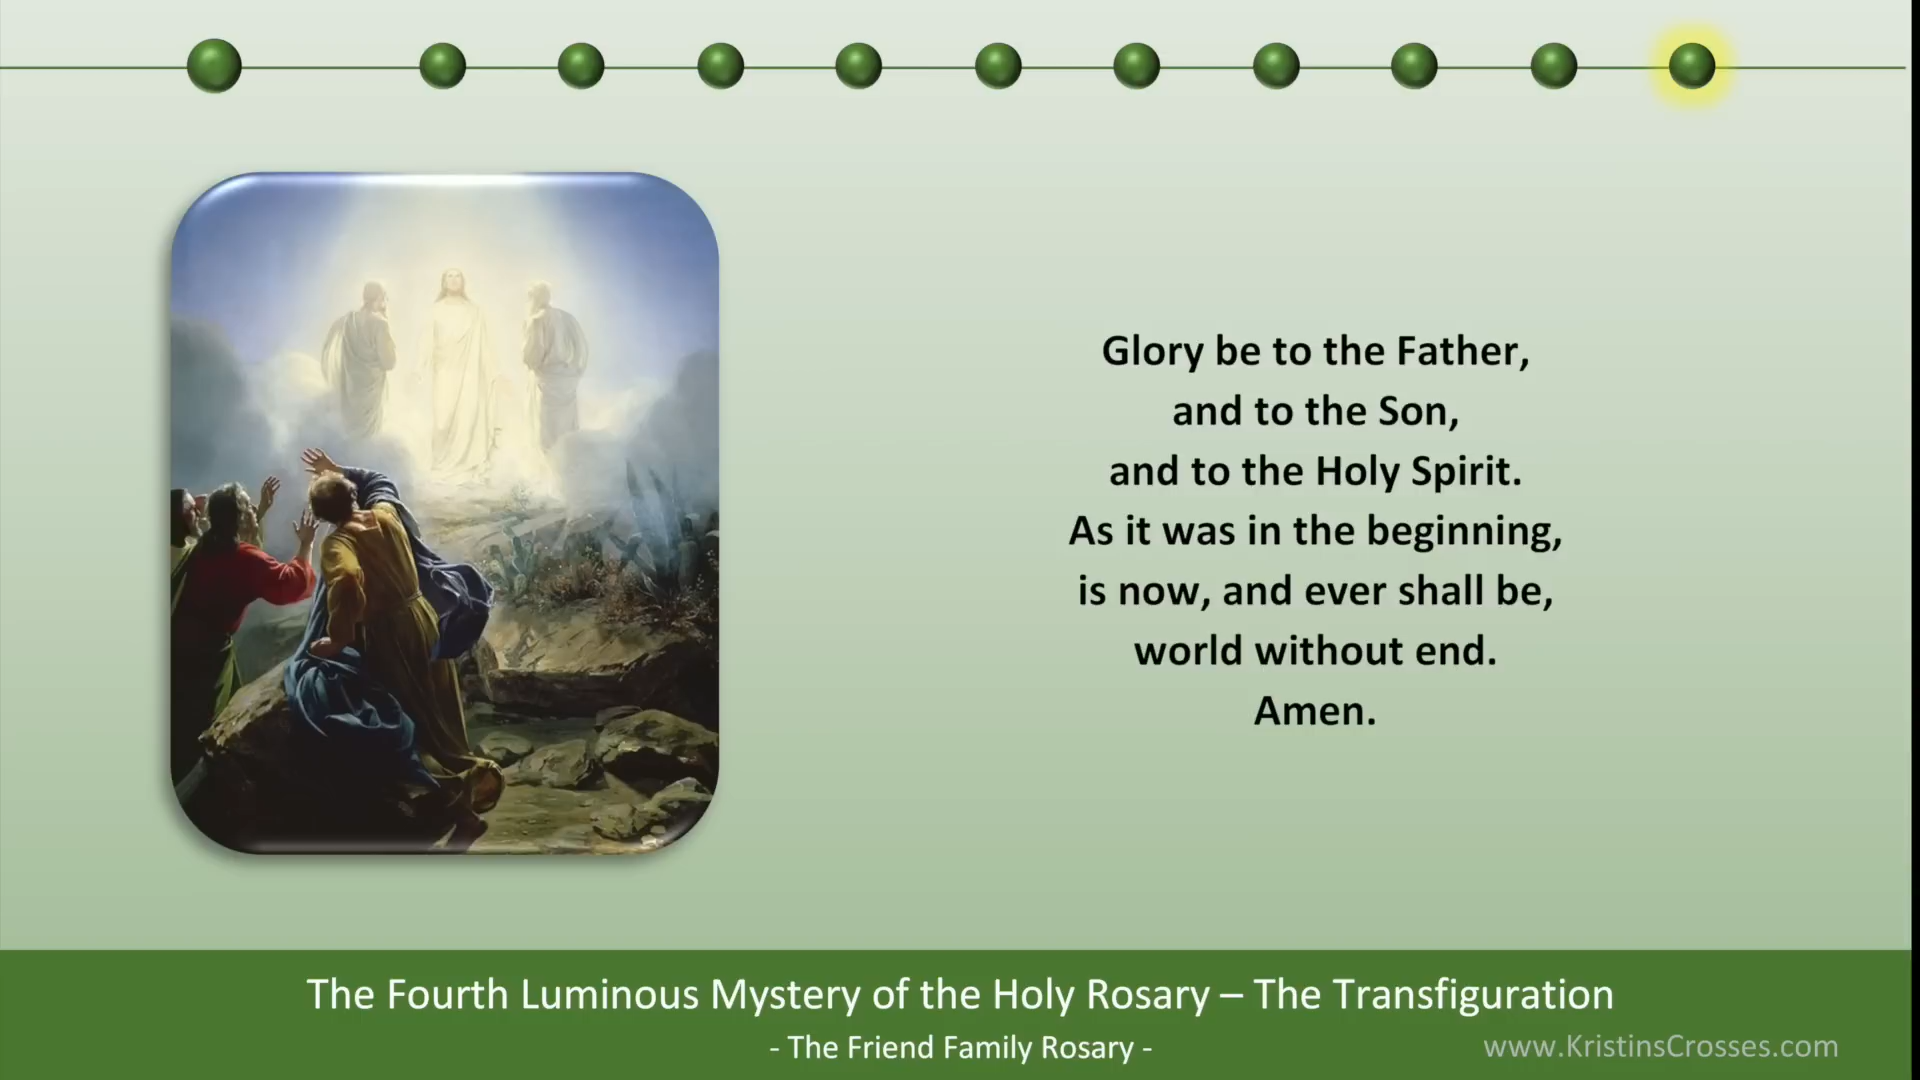 Glory be to the Father,
and to the Son,
and to the Holy Spirit.
As it was in the beginning,
is now, and ever shall be,
world without end.
Amen.
The Fourth Luminous Mystery of the Holy Rosary – The Transfiguration
- The Friend Family Rosary -
www.KristinsCrosses.com